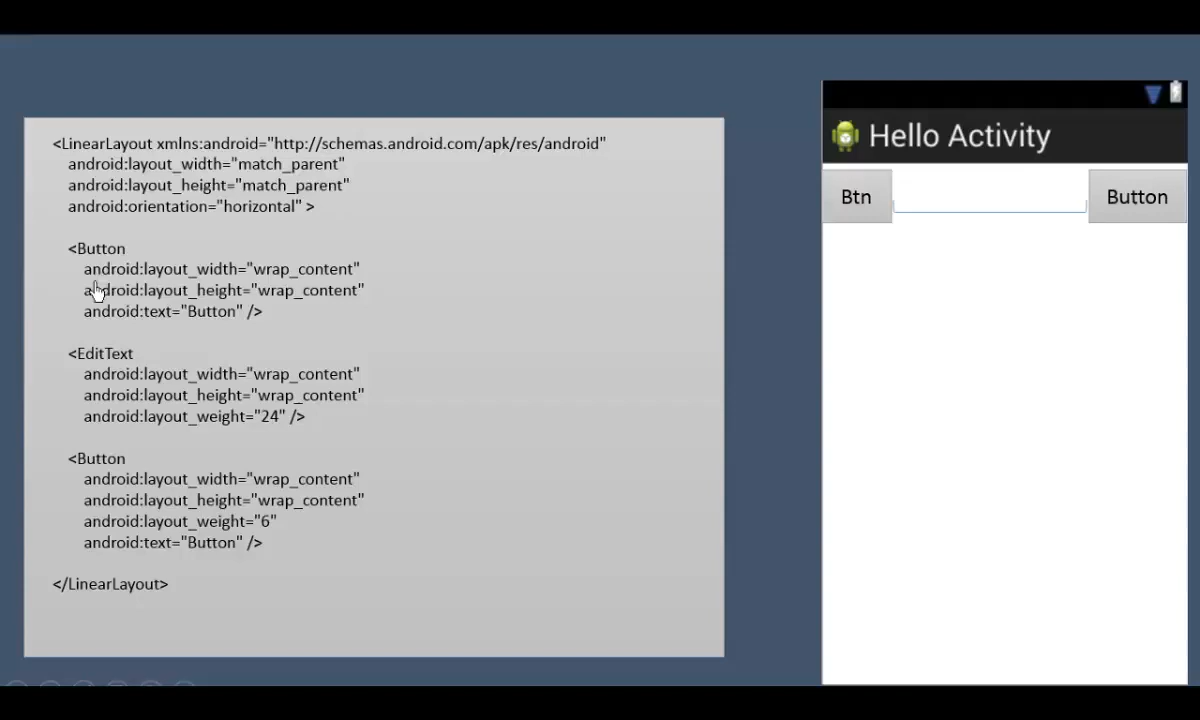 <LinearLayout xmlns:android="http://schemas.android.com/apk/res/android"
android:layout_width="match_parent"
android:layout_height="match_parent"
android:orientation="horizontal" >
<Button
android:layout_width="wrap_content"
android:layout_height="wrap_content"
android:text="Button" />
<EditText
android:layout_width="wrap_content"
android:layout_height="wrap_content"
android:layout_weight="24" />
<Button
android:layout_width="wrap_content"
android:layout_height="wrap_content"
android:layout_weight="6"
android:text="Button" />
</LinearLayout>
Hello Activity
Btn Button